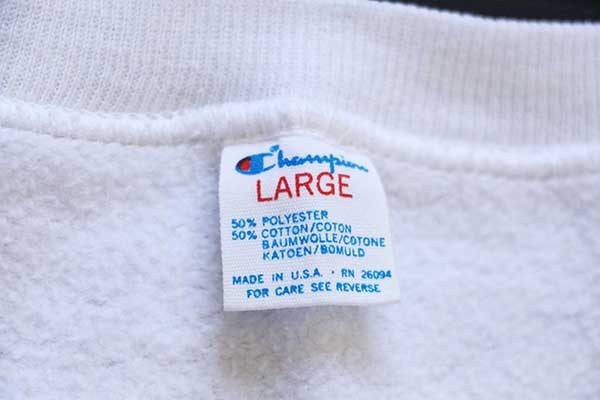 Champion
LARGE
50% POLYESTER
50% COTTON/COTON
BAUMWOLLE/COTONE
KATOEN/BOMULD
MADE IN U.S.A. · RN 26094
FOR CARE SEE REVERSE